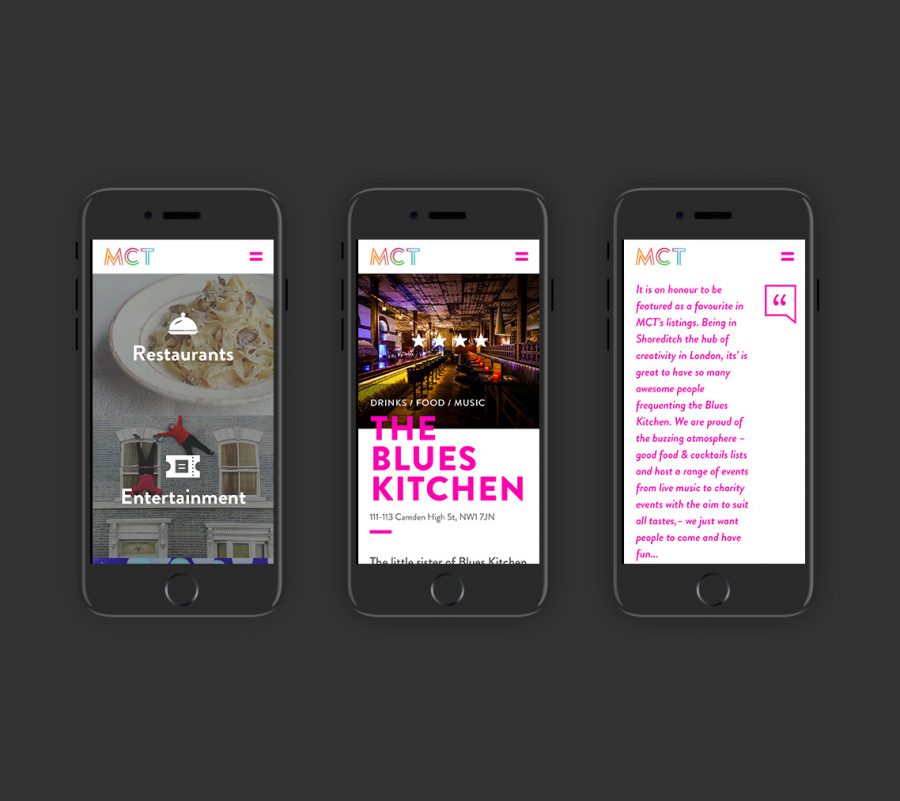 MCT
Restaurants
Entertainment
MCT
DRINKS / FOOD / MUSIC
THE
BLUES
KITCHEN
111-113 Camden High St, NW1 7JN
The little sister of Blues Kitchen
MCT
It is an honour to be
featured as a favourite in
MCT's listings. Being in
Shoreditch the hub of
creativity in London, its' is
great to have so many
awesome people
frequenting the Blues
Kitchen. We are proud of
the buzzing atmosphere –
good food & cocktails lists
and host a range of events
from live music to charity
events with the aim to suit
all tastes,– we just want
people to come and have
fun...
“